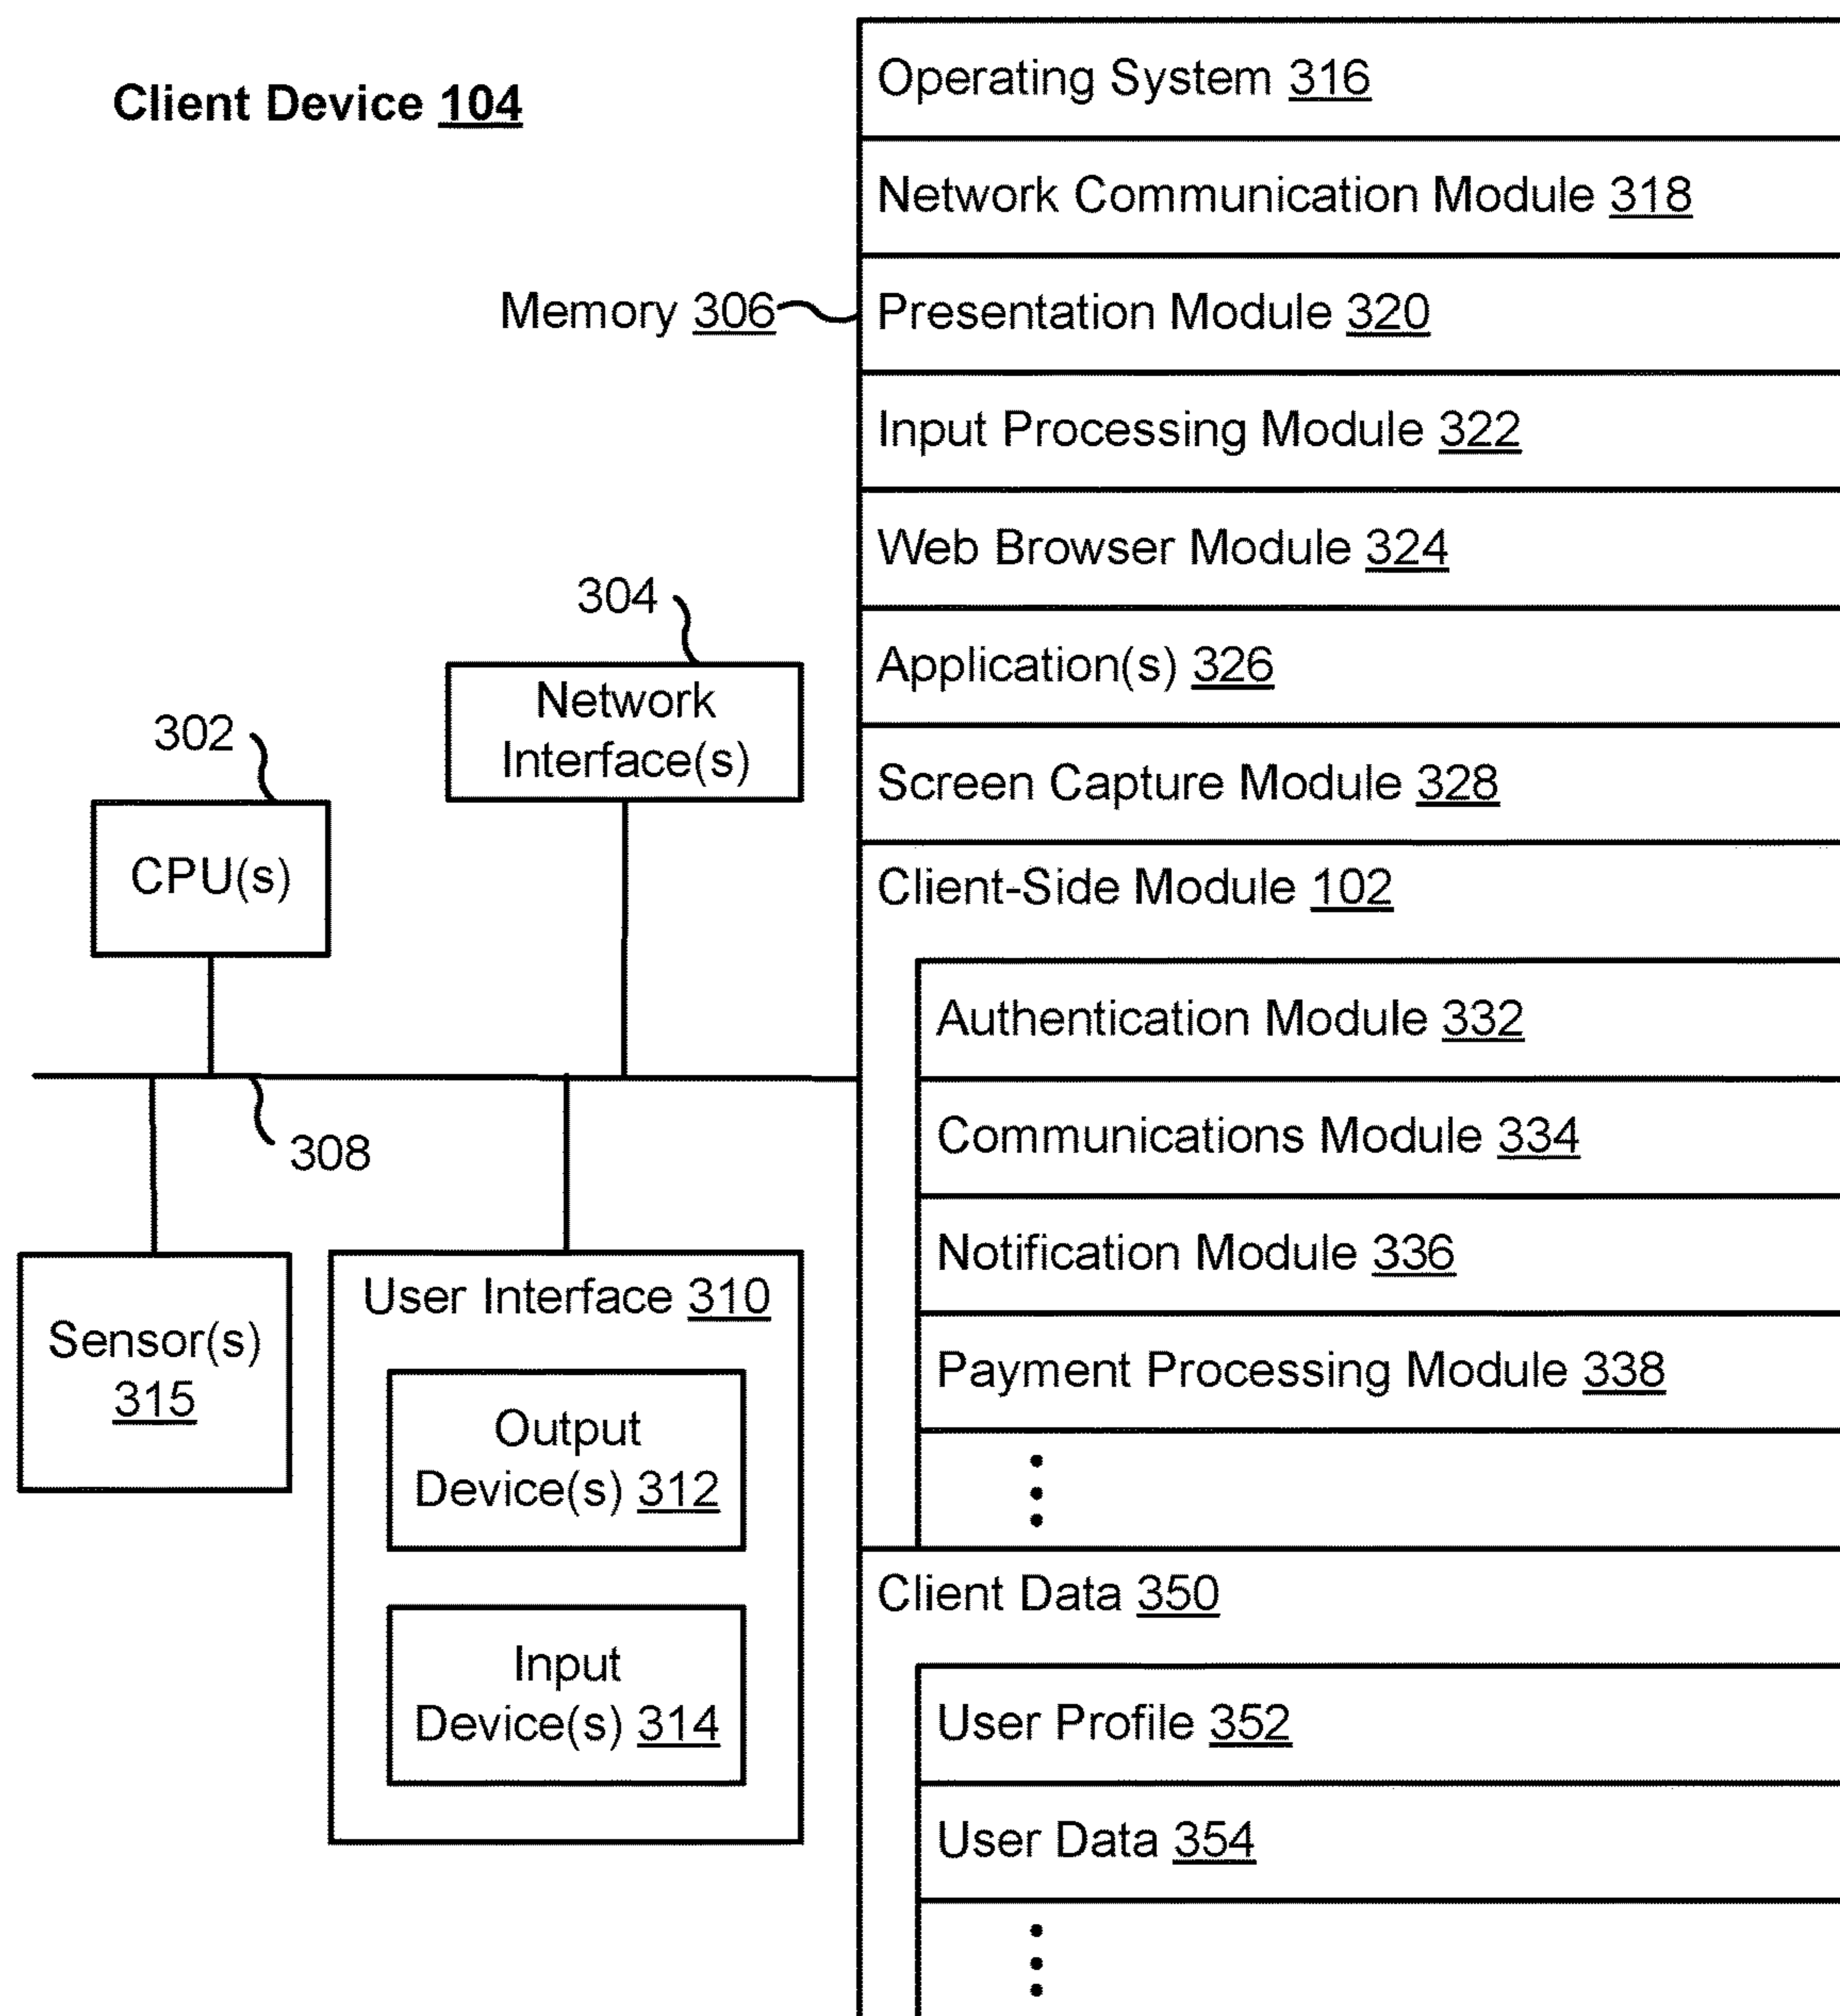 Client Device 104
Operating System 316
Network Communication Module 318
Memory 306
Presentation Module 320
Input Processing Module 322
Web Browser Module 324
Application(s) 326
Screen Capture Module 328
Client-Side Module 102
Authentication Module 332
Communications Module 334
Notification Module 336
Payment Processing Module 338
Client Data 350
User Profile 352
User Data 354
304
Network
Interface(s)
302
CPU(s)
308
Sensor(s)
315
User Interface 310
Output
Device(s) 312
Input
Device(s) 314